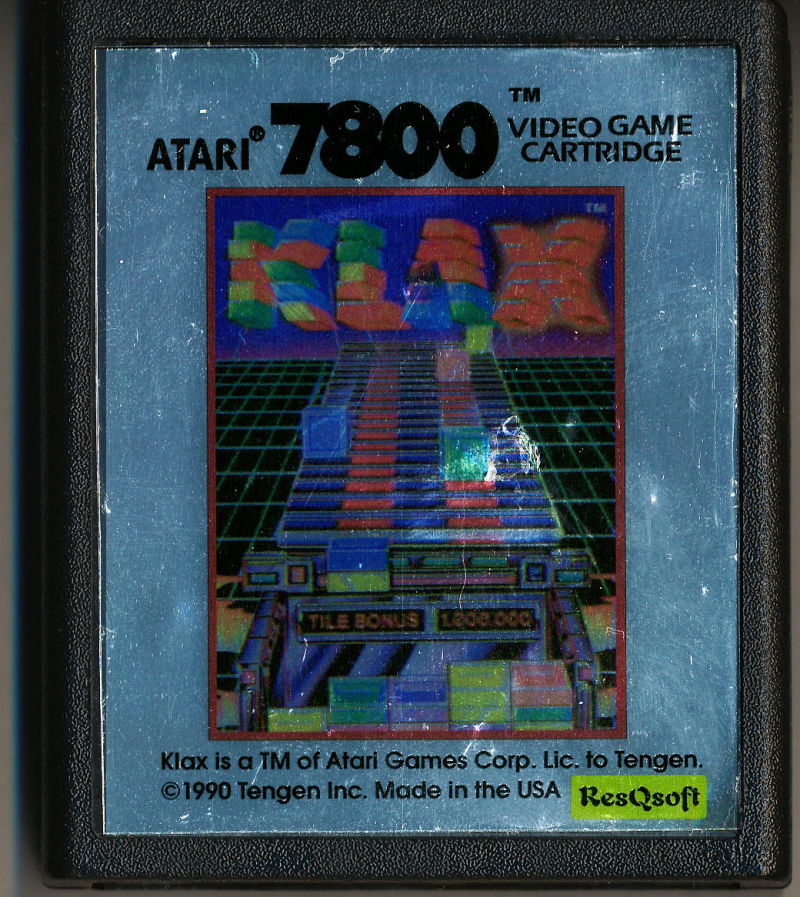 ATARI® 7800™ VIDEO GAME
CARTRIDGE
KLAX™
TILE BONUS 1,000,000
Klax is a TM of Atari Games Corp. Lic. to Tengen.
©1990 Tengen Inc. Made in the USA
ResQsoft